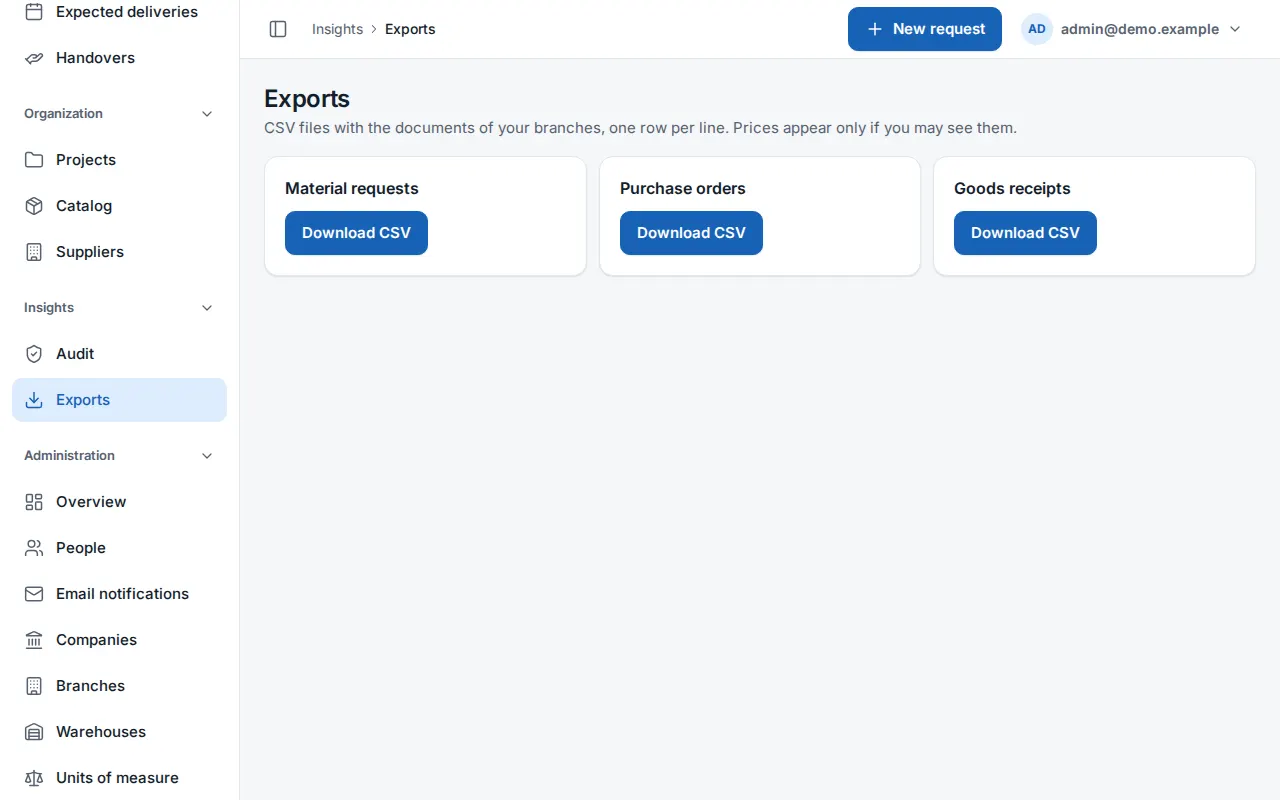 Expected deliveries
Handovers
Organization
Projects
Catalog
Suppliers
Insights
Audit
Exports
Administration
Overview
People
Email notifications
Companies
Branches
Warehouses
Units of measure
Insights > Exports
New request
AD admin@demo.example
Exports
CSV files with the documents of your branches, one row per line. Prices appear only if you may see them.
Material requests
Download CSV
Purchase orders
Download CSV
Goods receipts
Download CSV